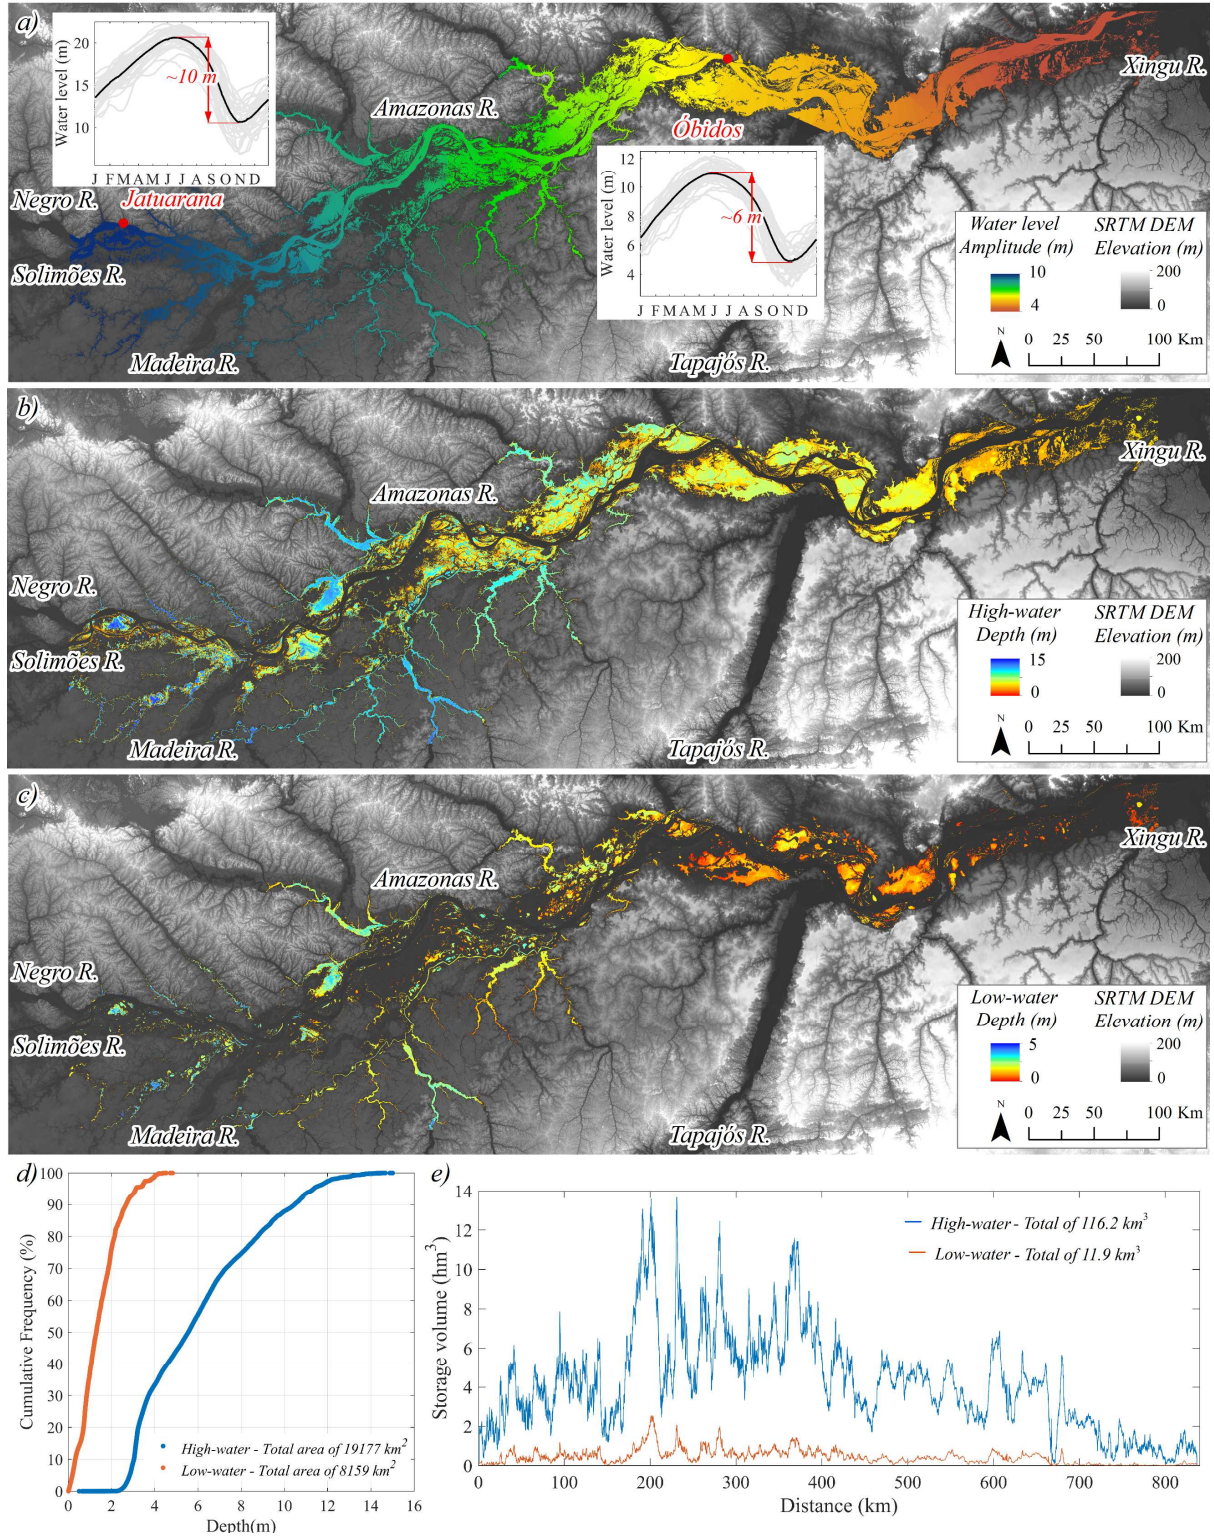 a)
Water level (m)
20
15
10
~10 m
J F M A M J J A S O N D
Negro R.
Jatuarana
Solimões R.
Madeira R.
Amazonas R.
Óbidos
Xingu R.
Tapajós R.
Water level (m)
12
10
8
6
4
~6 m
J F M A M J J A S O N D
Water level
Amplitude (m)
10
4
SRTM DEM
Elevation (m)
200
0
N
0 25 50 100 Km
b)
Amazonas R.
Xingu R.
Negro R.
Solimões R.
Madeira R.
Tapajós R.
High-water
Depth (m)
15
0
SRTM DEM
Elevation (m)
200
0
N
0 25 50 100 Km
c)
Amazonas R.
Xingu R.
Negro R.
Solimões R.
Madeira R.
Tapajós R.
Low-water
Depth (m)
5
0
SRTM DEM
Elevation (m)
200
0
N
0 25 50 100 Km
d)
Cumulative Frequency (%)
100
90
80
70
60
50
40
30
20
10
0
High-water - Total area of 19177 km²
Low-water - Total area of 8159 km²
0 2 4 6 8 10 12 14 16
Depth(m)
e)
Storage volume (hm³)
14
12
10
8
6
4
2
0
High-water - Total of 116.2 km³
Low-water - Total of 11.9 km³
0 100 200 300 400 500 600 700 800
Distance (km)